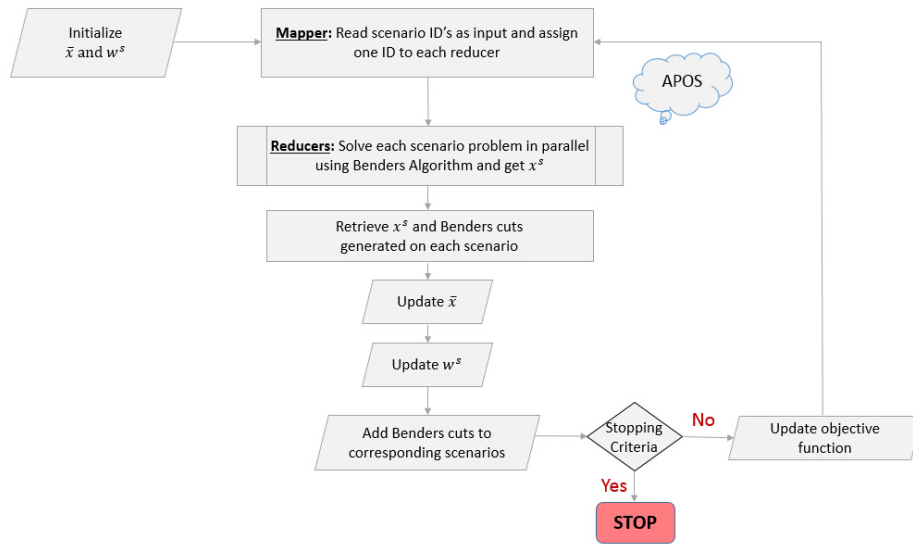 Initialize
x̄ and wˢ
Mapper: Read scenario ID's as input and assign
one ID to each reducer
APOS
Reducers: Solve each scenario problem in parallel
using Benders Algorithm and get xˢ
Retrieve xˢ and Benders cuts
generated on each scenario
Update x̄
Update wˢ
Add Benders cuts to
corresponding scenarios
Stopping
Criteria
No
Update objective
function
Yes
STOP